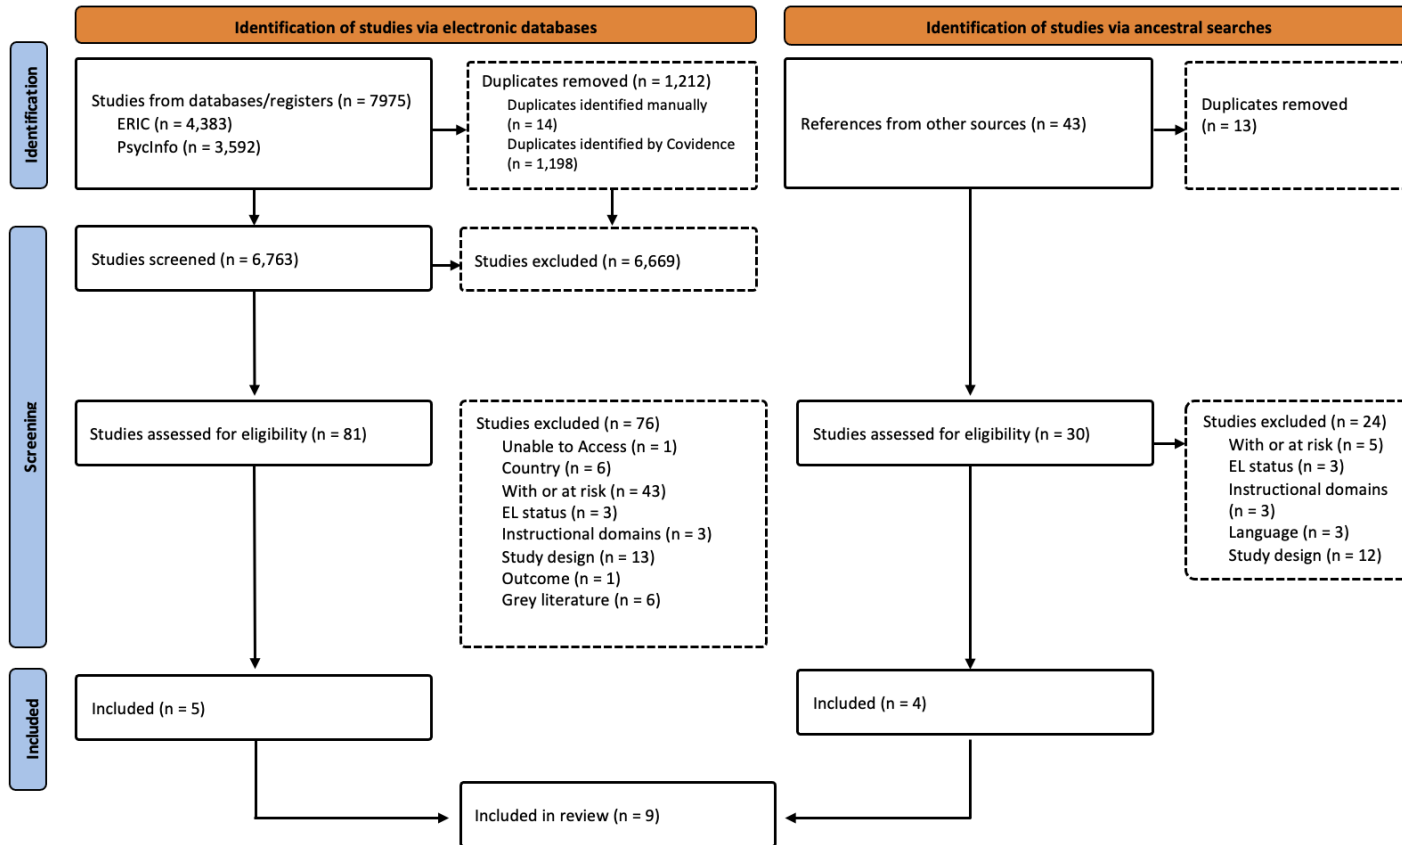 Identification of studies via electronic databases
Identification of studies via ancestral searches
Identification
Studies from databases/registers (n = 7975)
ERIC (n = 4,383)
PsycInfo (n = 3,592)
Duplicates removed (n = 1,212)
Duplicates identified manually
(n = 14)
Duplicates identified by Covidence
(n = 1,198)
References from other sources (n = 43)
Duplicates removed
(n = 13)
Screening
Studies screened (n = 6,763)
Studies excluded (n = 6,669)
Studies assessed for eligibility (n = 81)
Studies excluded (n = 76)
Unable to Access (n = 1)
Country (n = 6)
With or at risk (n = 43)
EL status (n = 3)
Instructional domains (n = 3)
Study design (n = 13)
Outcome (n = 1)
Grey literature (n = 6)
Studies assessed for eligibility (n = 30)
Studies excluded (n = 24)
With or at risk (n = 5)
EL status (n = 3)
Instructional domains
(n = 3)
Language (n = 3)
Study design (n = 12)
Included
Included (n = 5)
Included (n = 4)
Included in review (n = 9)